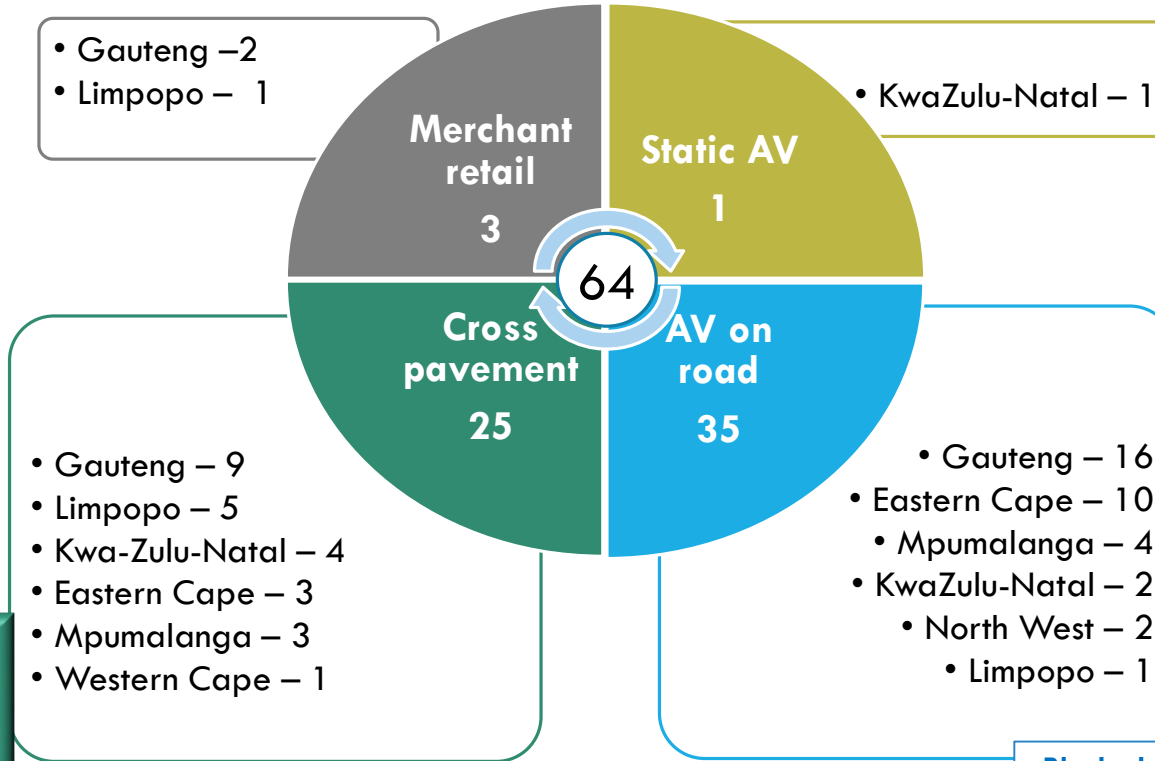 • Gauteng –2
• Limpopo – 1
Merchant
retail
3
Static AV
1
• KwaZulu-Natal – 1
64
Cross
pavement
25
AV on
road
35
• Gauteng – 9
• Limpopo – 5
• Kwa-Zulu-Natal – 4
• Eastern Cape – 3
• Mpumalanga – 3
• Western Cape – 1
• Gauteng – 16
• Eastern Cape – 10
• Mpumalanga – 4
• KwaZulu-Natal – 2
• North West – 2
• Limpopo – 1